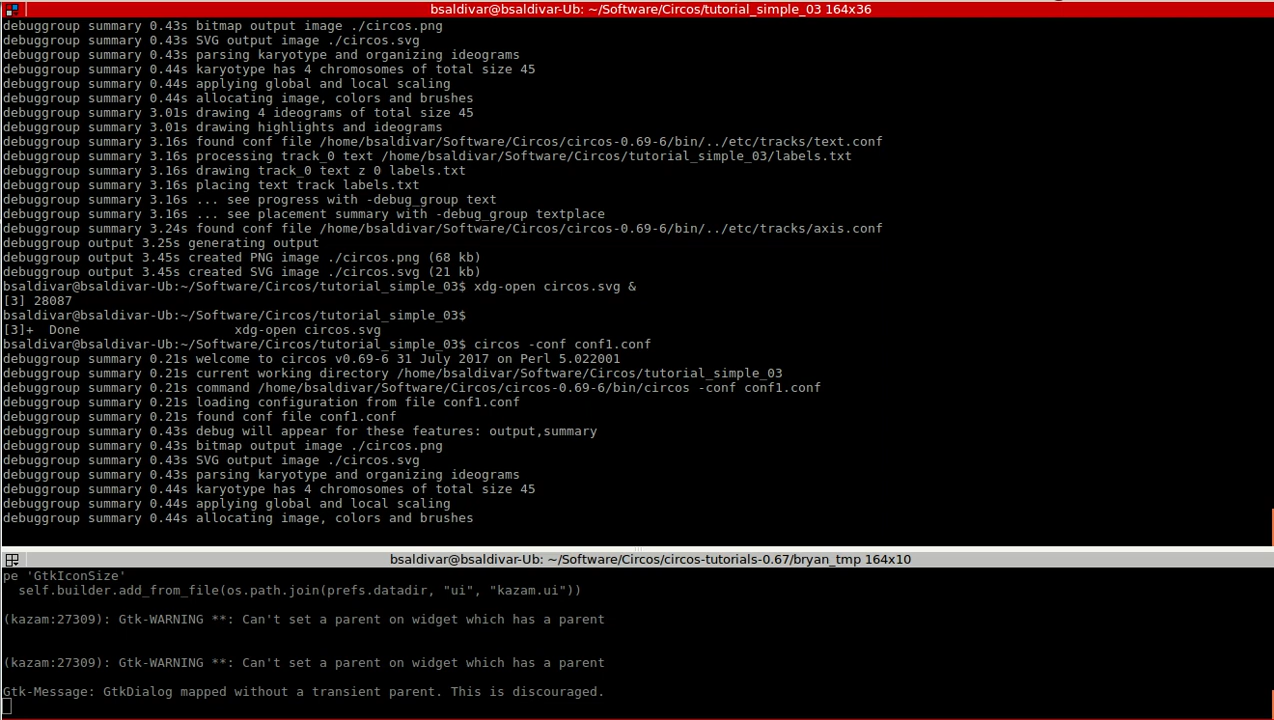 bsaldivar@bsaldivar-Ub: ~/Software/Circos/tutorial_simple_03 164x36
debuggroup summary 0.43s bitmap output image ./circos.png
debuggroup summary 0.43s SVG output image ./circos.svg
debuggroup summary 0.43s parsing karyotype and organizing ideograms
debuggroup summary 0.44s karyotype has 4 chromosomes of total size 45
debuggroup summary 0.44s applying global and local scaling
debuggroup summary 0.44s allocating image, colors and brushes
debuggroup summary 3.01s drawing 4 ideograms of total size 45
debuggroup summary 3.01s drawing highlights and ideograms
debuggroup summary 3.16s found conf file /home/bsaldivar/Software/Circos/circos-0.69-6/bin/../etc/tracks/text.conf
debuggroup summary 3.16s processing track_0 text /home/bsaldivar/Software/Circos/tutorial_simple_03/labels.txt
debuggroup summary 3.16s drawing track_0 text z 0 labels.txt
debuggroup summary 3.16s placing text track labels.txt
debuggroup summary 3.16s ... see progress with -debug_group text
debuggroup summary 3.16s ... see placement summary with -debug_group textplace
debuggroup summary 3.24s found conf file /home/bsaldivar/Software/Circos/circos-0.69-6/bin/../etc/tracks/axis.conf
debuggroup output 3.25s generating output
debuggroup output 3.45s created PNG image ./circos.png (68 kb)
debuggroup output 3.45s created SVG image ./circos.svg (21 kb)
bsaldivar@bsaldivar-Ub:~/Software/Circos/tutorial_simple_03$ xdg-open circos.svg &
[3] 28087
bsaldivar@bsaldivar-Ub:~/Software/Circos/tutorial_simple_03$
[3]+  Done                    xdg-open circos.svg
bsaldivar@bsaldivar-Ub:~/Software/Circos/tutorial_simple_03$ circos -conf conf1.conf
debuggroup summary 0.21s welcome to circos v0.69-6 31 July 2017 on Perl 5.022001
debuggroup summary 0.21s current working directory /home/bsaldivar/Software/Circos/tutorial_simple_03
debuggroup summary 0.21s command /home/bsaldivar/Software/Circos/circos-0.69-6/bin/circos -conf conf1.conf
debuggroup summary 0.21s loading configuration from file conf1.conf
debuggroup summary 0.21s found conf file conf1.conf
debuggroup summary 0.43s debug will appear for these features: output,summary
debuggroup summary 0.43s bitmap output image ./circos.png
debuggroup summary 0.43s SVG output image ./circos.svg
debuggroup summary 0.43s parsing karyotype and organizing ideograms
debuggroup summary 0.44s karyotype has 4 chromosomes of total size 45
debuggroup summary 0.44s applying global and local scaling
debuggroup summary 0.44s allocating image, colors and brushes
bsaldivar@bsaldivar-Ub: ~/Software/Circos/circos-tutorials-0.67/bryan_tmp 164x10
pe 'GtkIconSize'
  self.builder.add_from_file(os.path.join(prefs.datadir, "ui", "kazam.ui"))
(kazam:27309): Gtk-WARNING **: Can't set a parent on widget which has a parent
(kazam:27309): Gtk-WARNING **: Can't set a parent on widget which has a parent
Gtk-Message: GtkDialog mapped without a transient parent. This is discouraged.